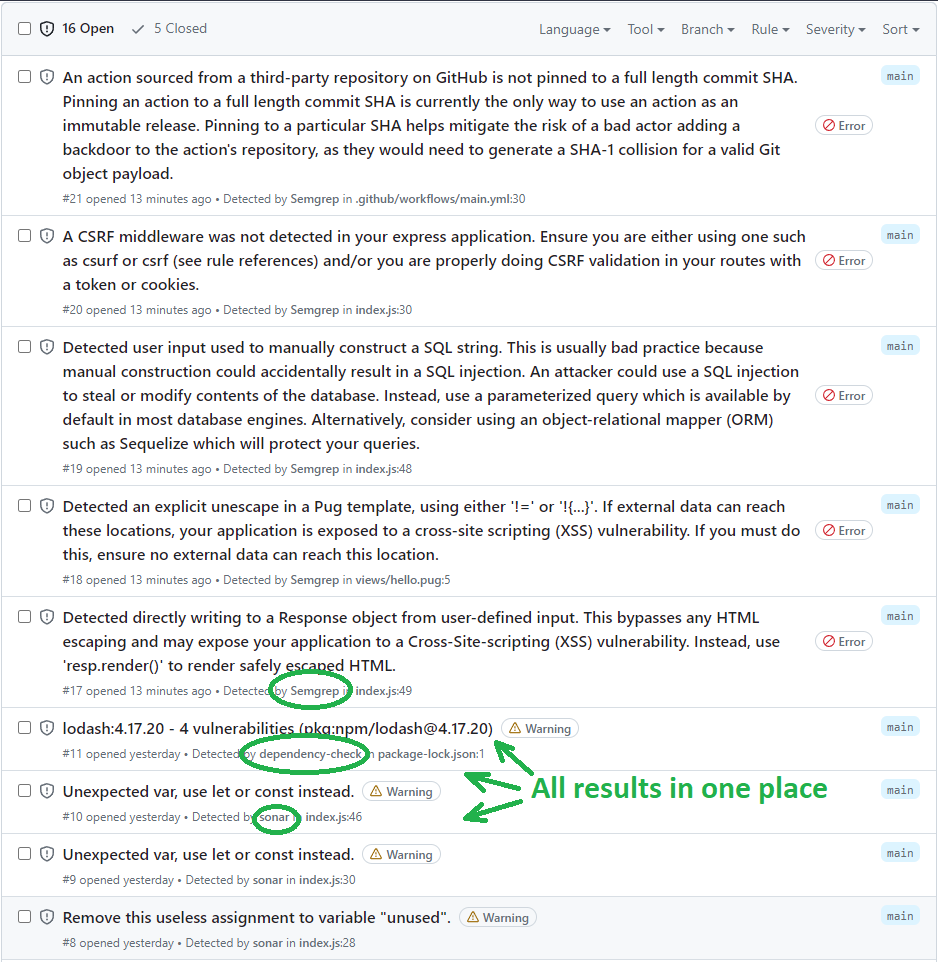 16 Open 5 Closed Language Tool Branch Rule Severity Sort
An action sourced from a third-party repository on GitHub is not pinned to a full length commit SHA. main
Pinning an action to a full length commit SHA is currently the only way to use an action as an
immutable release. Pinning to a particular SHA helps mitigate the risk of a bad actor adding a Error
backdoor to the action's repository, as they would need to generate a SHA-1 collision for a valid Git
object payload.
#21 opened 13 minutes ago • Detected by Semgrep in .github/workflows/main.yml:30
A CSRF middleware was not detected in your express application. Ensure you are either using one such main
as csurf or csrf (see rule references) and/or you are properly doing CSRF validation in your routes with Error
a token or cookies.
#20 opened 13 minutes ago • Detected by Semgrep in index.js:30
Detected user input used to manually construct a SQL string. This is usually bad practice because main
manual construction could accidentally result in a SQL injection. An attacker could use a SQL injection
to steal or modify contents of the database. Instead, use a parameterized query which is available by Error
default in most database engines. Alternatively, consider using an object-relational mapper (ORM)
such as Sequelize which will protect your queries.
#19 opened 13 minutes ago • Detected by Semgrep in index.js:48
Detected an explicit unescape in a Pug template, using either '!=' or '!{...}'. If external data can reach main
these locations, your application is exposed to a cross-site scripting (XSS) vulnerability. If you must do Error
this, ensure no external data can reach this location.
#18 opened 13 minutes ago • Detected by Semgrep in views/hello.pug:5
Detected directly writing to a Response object from user-defined input. This bypasses any HTML main
escaping and may expose your application to a Cross-Site-scripting (XSS) vulnerability. Instead, use Error
'resp.render()' to render safely escaped HTML.
#17 opened 13 minutes ago • Detected by Semgrep in index.js:49
lodash:4.17.20 - 4 vulnerabilities (pkg:npm/lodash@4.17.20) Warning main
#11 opened yesterday • Detected by dependency-check in package-lock.json:1
All results in one place
Unexpected var, use let or const instead. Warning main
#10 opened yesterday • Detected by sonar in index.js:46
Unexpected var, use let or const instead. Warning main
#9 opened yesterday • Detected by sonar in index.js:30
Remove this useless assignment to variable "unused". Warning main
#8 opened yesterday • Detected by sonar in index.js:28